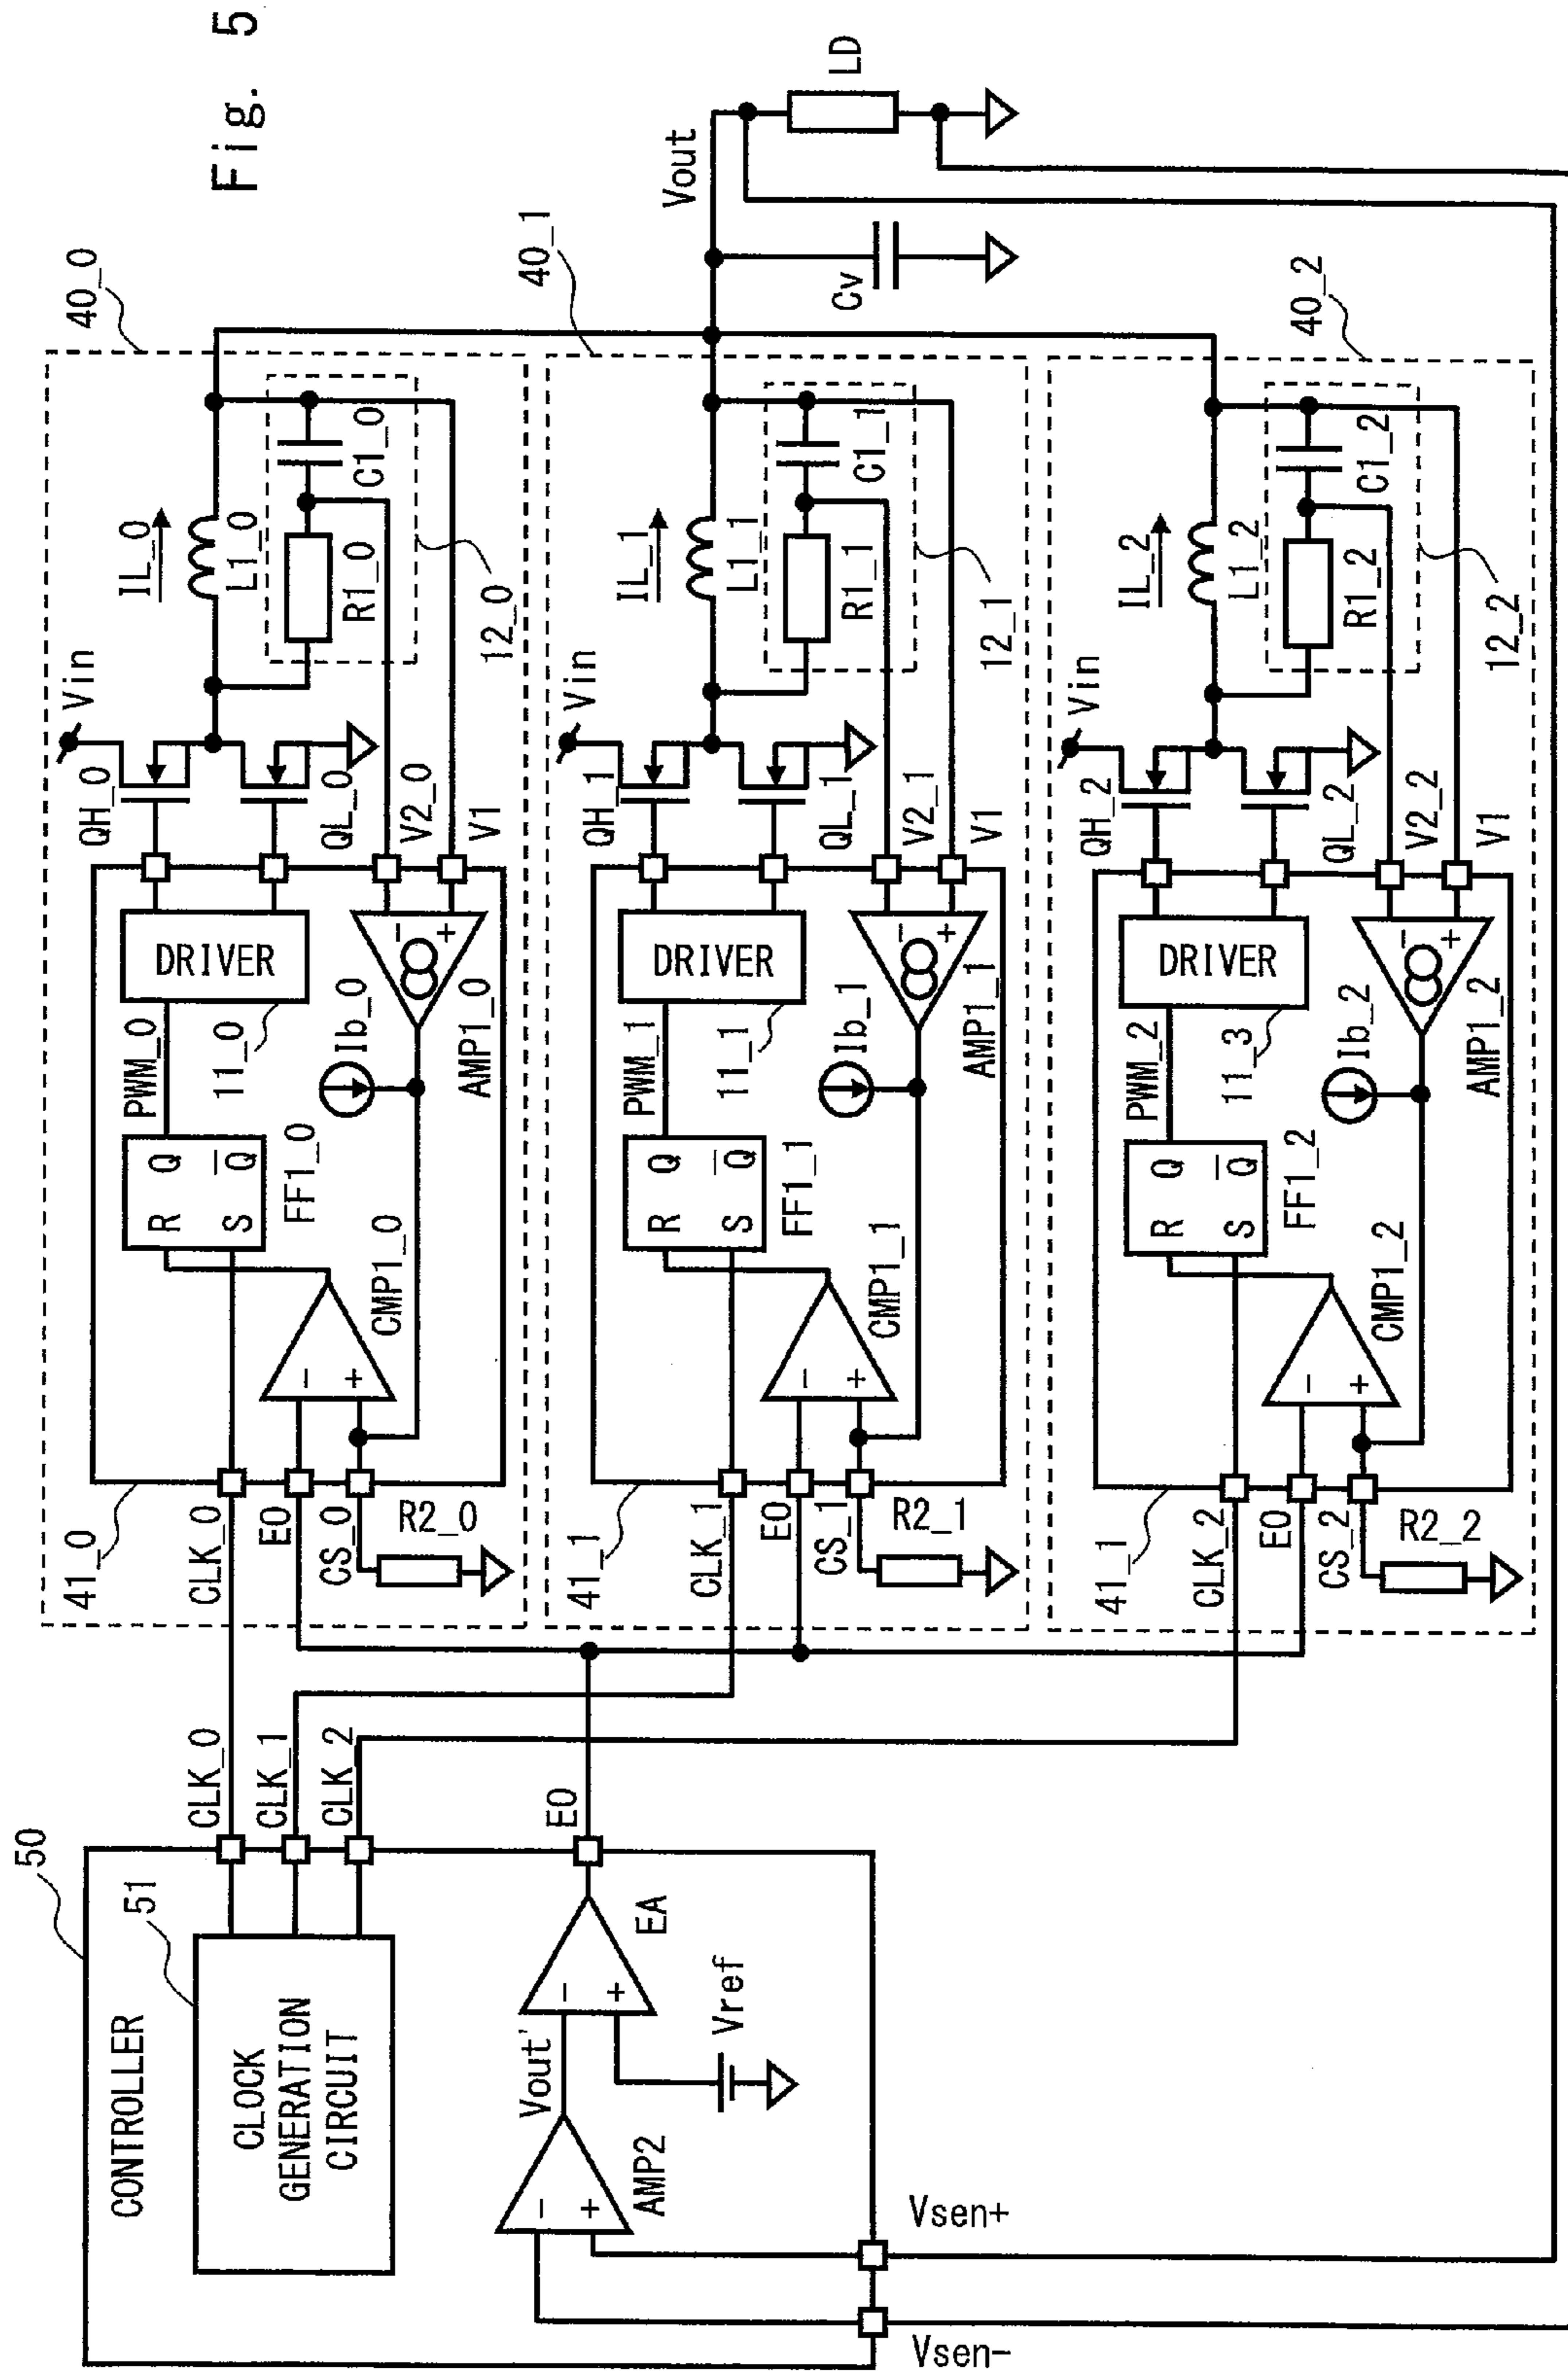 Fig. 5
50
CONTROLLER
51
CLOCK
GENERATION
CIRCUIT
CLK_0
CLK_1
CLK_2
EO
EA
Vout'
Vref
AMP2
Vsen+
Vsen-
40_0
41_0
CLK_0
EO
CS_0
R2_0
CMP1_0
-
+
R
S
Q
Q̅
FF1_0
PWM_0
DRIVER
11_0
Ib_0
AMP1_0
-
+
QH_0
QL_0
Vin
V2_0
V1
IL_0
L1_0
R1_0
C1_0
12_0
40_1
41_1
CLK_1
EO
CS_1
R2_1
CMP1_1
-
+
R
S
Q
Q̅
FF1_1
PWM_1
DRIVER
11_1
Ib_1
AMP1_1
-
+
QH_1
QL_1
Vin
V2_1
V1
IL_1
L1_1
R1_1
C1_1
12_1
40_2
41_1
CLK_2
EO
CS_2
R2_2
CMP1_2
-
+
R
S
Q
Q̅
FF1_2
PWM_2
DRIVER
11_3
Ib_2
AMP1_2
-
+
QH_2
QL_2
Vin
V2_2
V1
IL_2
L1_2
R1_2
C1_2
12_2
Vout
Cv
LD
-
+
-
+